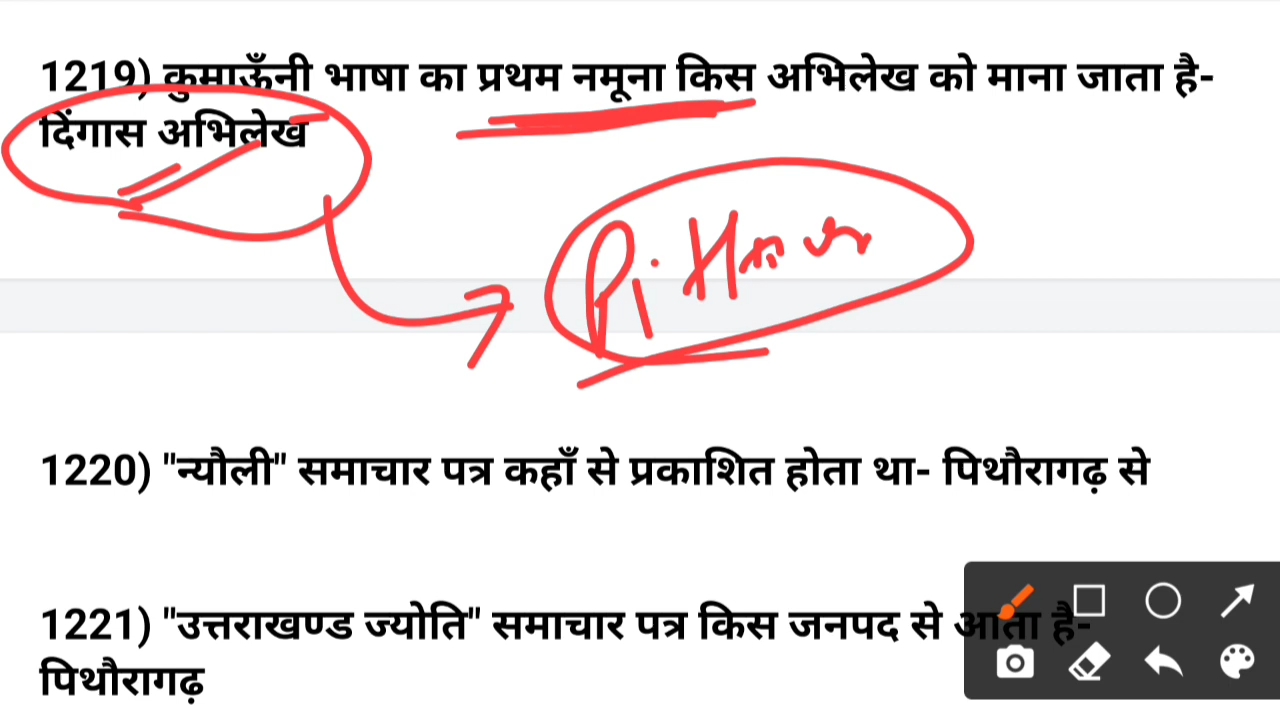 1219) कुमाऊँनी भाषा का प्रथम नमूना किस अभिलेख को माना जाता है-
दिंगास अभिलेख
1220) "न्यौली" समाचार पत्र कहाँ से प्रकाशित होता था- पिथौरागढ़ से
1221) "उत्तराखण्ड ज्योति" समाचार पत्र किस जनपद से आता है-
पिथौरागढ़